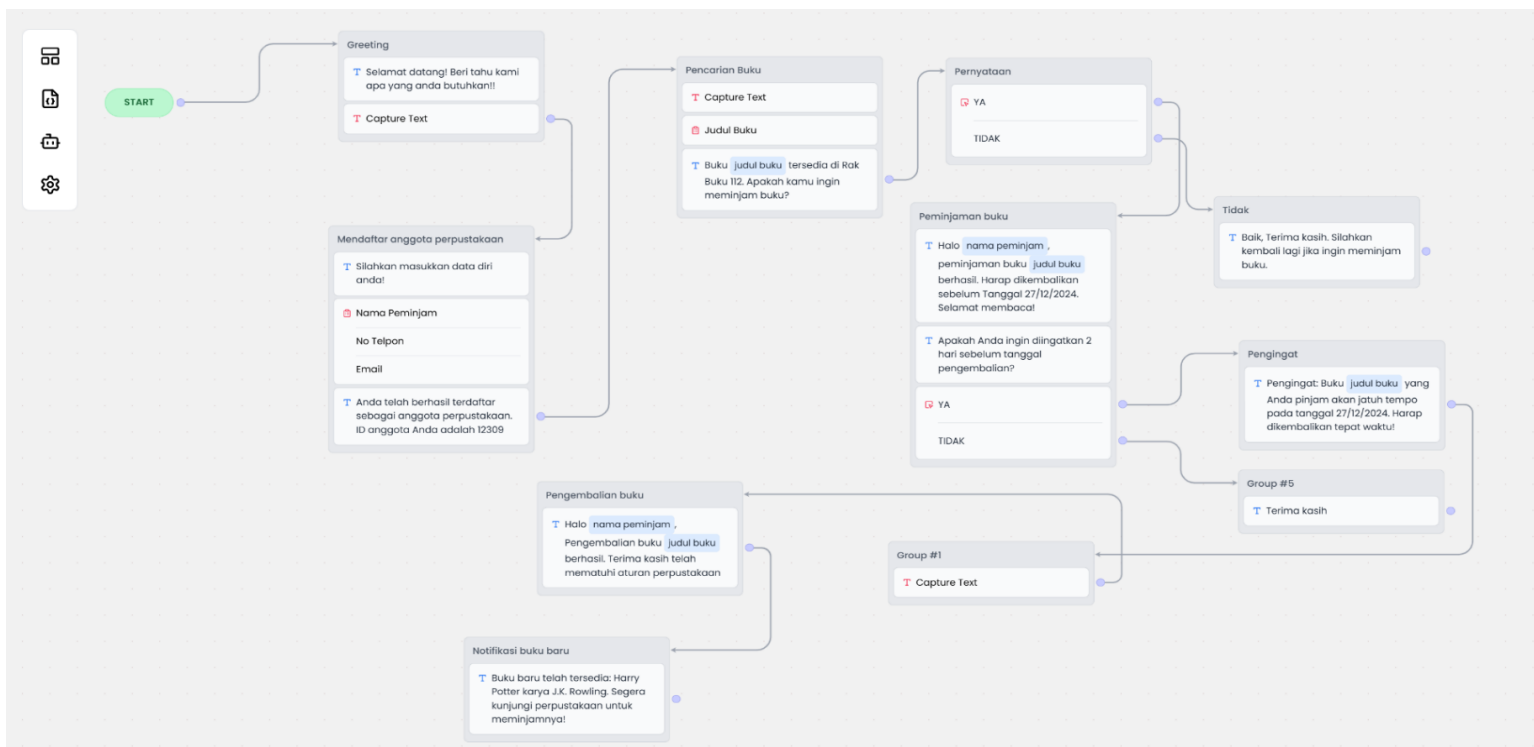 START
Greeting
Selamat datang! Beri tahu kami
apa yang anda butuhkan!!
Capture Text
Mendaftar anggota perpustakaan
Silahkan masukkan data diri
anda!
Nama Peminjam
No Telpon
Email
Anda telah berhasil terdaftar
sebagai anggota perpustakaan.
ID anggota Anda adalah 12309
Pencarian Buku
Capture Text
Judul Buku
Buku judul buku tersedia di Rak
Buku 112. Apakah kamu ingin
meminjam buku?
Pernyataan
YA
TIDAK
Tidak
Baik, Terima kasih. Silahkan
kembali lagi jika ingin meminjam
buku.
Peminjaman buku
Halo nama peminjam ,
peminjaman buku judul buku
berhasil. Harap dikembalikan
sebelum Tanggal 27/12/2024.
Selamat membaca!
Apakah Anda ingin diingatkan 2
hari sebelum tanggal
pengembalian?
YA
TIDAK
Pengingat
Pengingat: Buku judul buku yang
Anda pinjam akan jatuh tempo
pada tanggal 27/12/2024. Harap
dikembalikan tepat waktu!
Group #5
Terima kasih
Group #1
Capture Text
Pengembalian buku
Halo nama peminjam ,
Pengembalian buku judul buku
berhasil. Terima kasih telah
mematuhi aturan perpustakaan
Notifikasi buku baru
Buku baru telah tersedia: Harry
Potter karya J.K. Rowling. Segera
kunjungi perpustakaan untuk
meminjamnya!